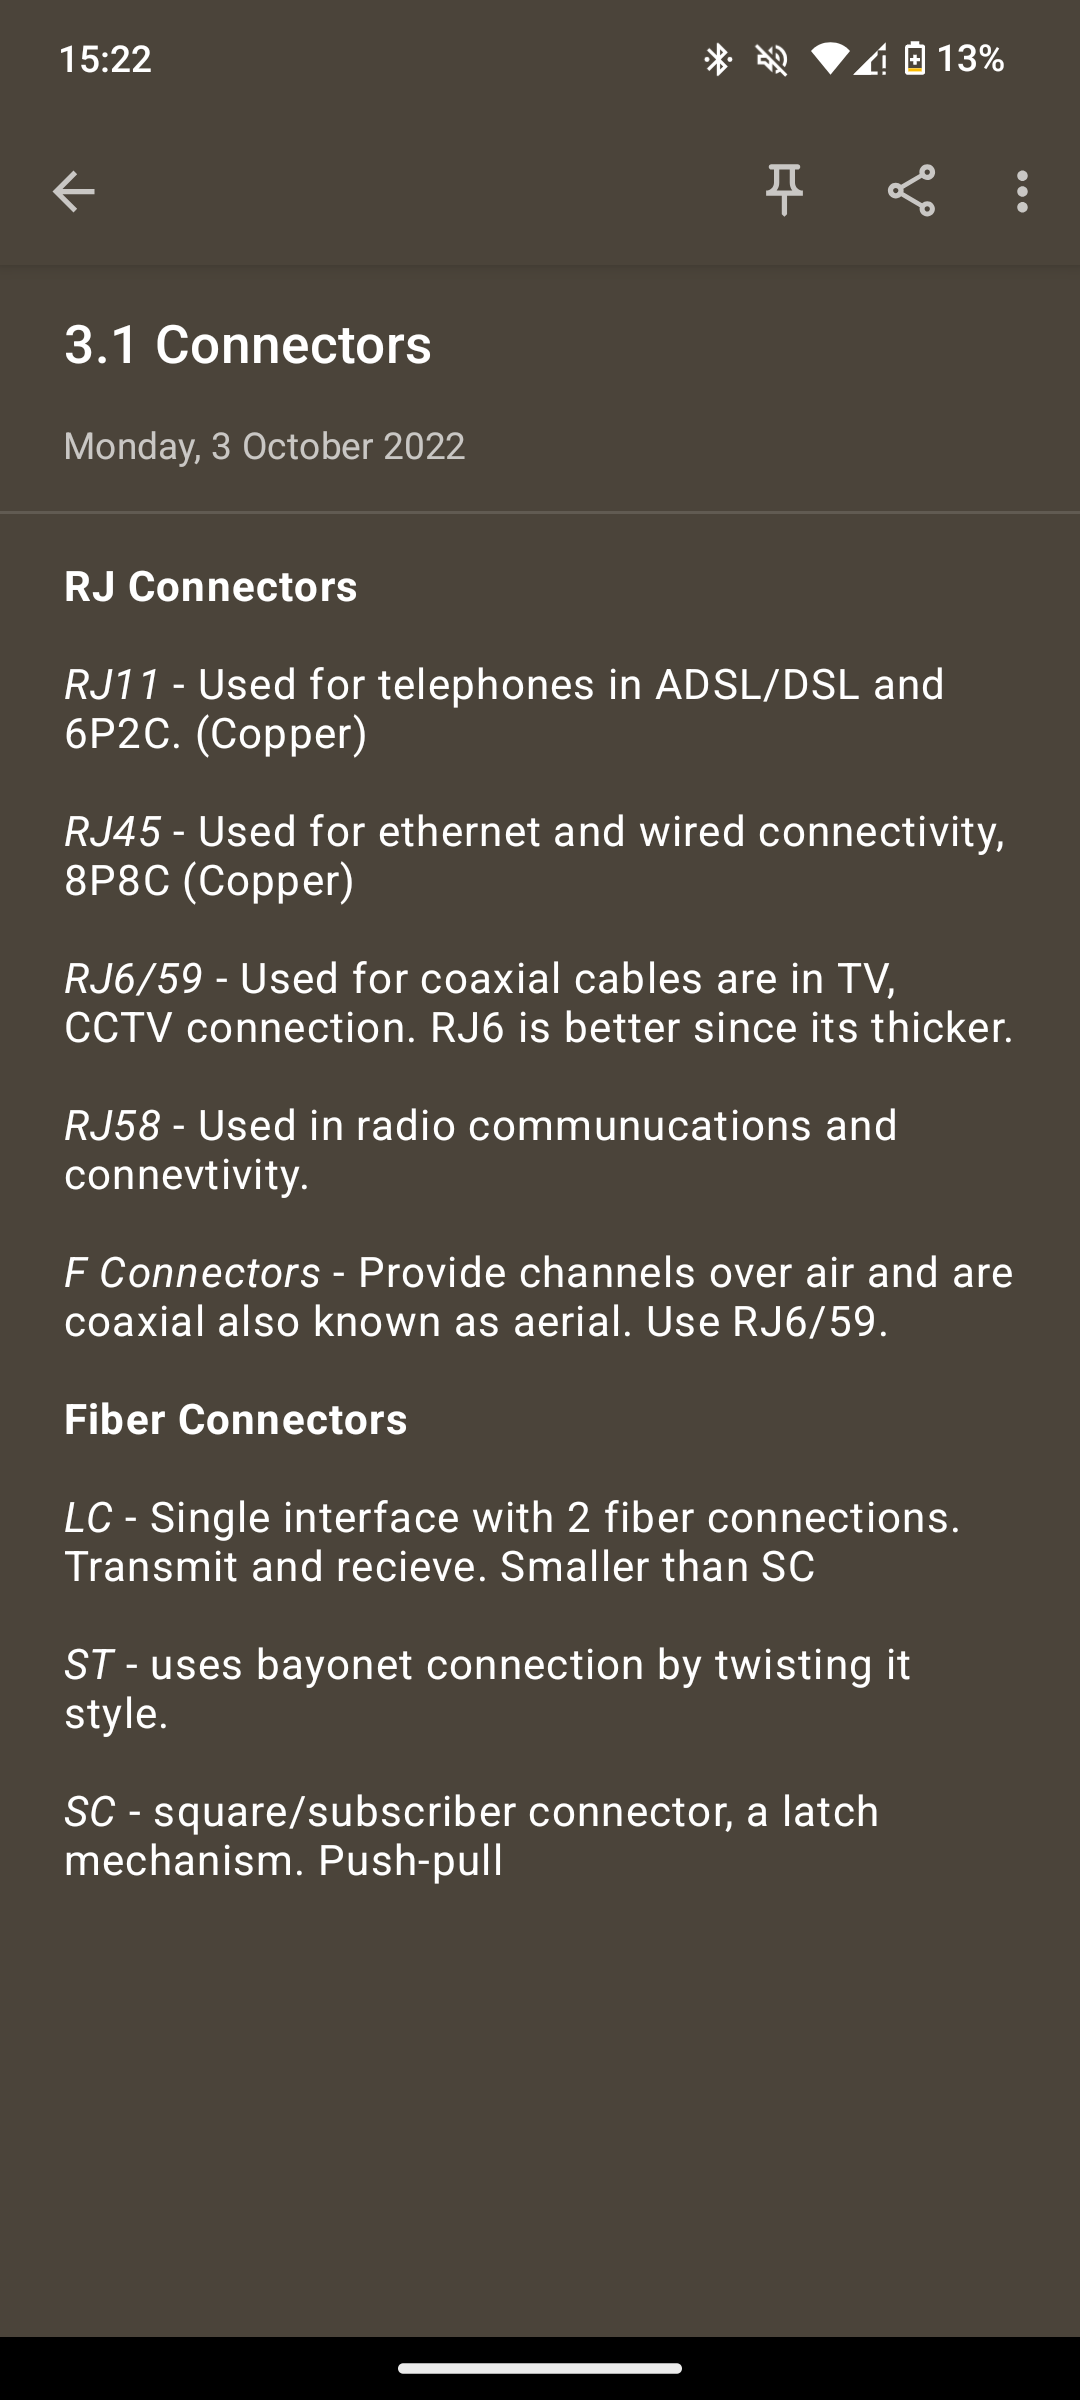 15:22
13%
3.1 Connectors
Monday, 3 October 2022
RJ Connectors
RJ11 - Used for telephones in ADSL/DSL and
6P2C. (Copper)
RJ45 - Used for ethernet and wired connectivity,
8P8C (Copper)
RJ6/59 - Used for coaxial cables are in TV,
CCTV connection. RJ6 is better since its thicker.
RJ58 - Used in radio communucations and
connevtivity.
F Connectors - Provide channels over air and are
coaxial also known as aerial. Use RJ6/59.
Fiber Connectors
LC - Single interface with 2 fiber connections.
Transmit and recieve. Smaller than SC
ST - uses bayonet connection by twisting it
style.
SC - square/subscriber connector, a latch
mechanism. Push-pull